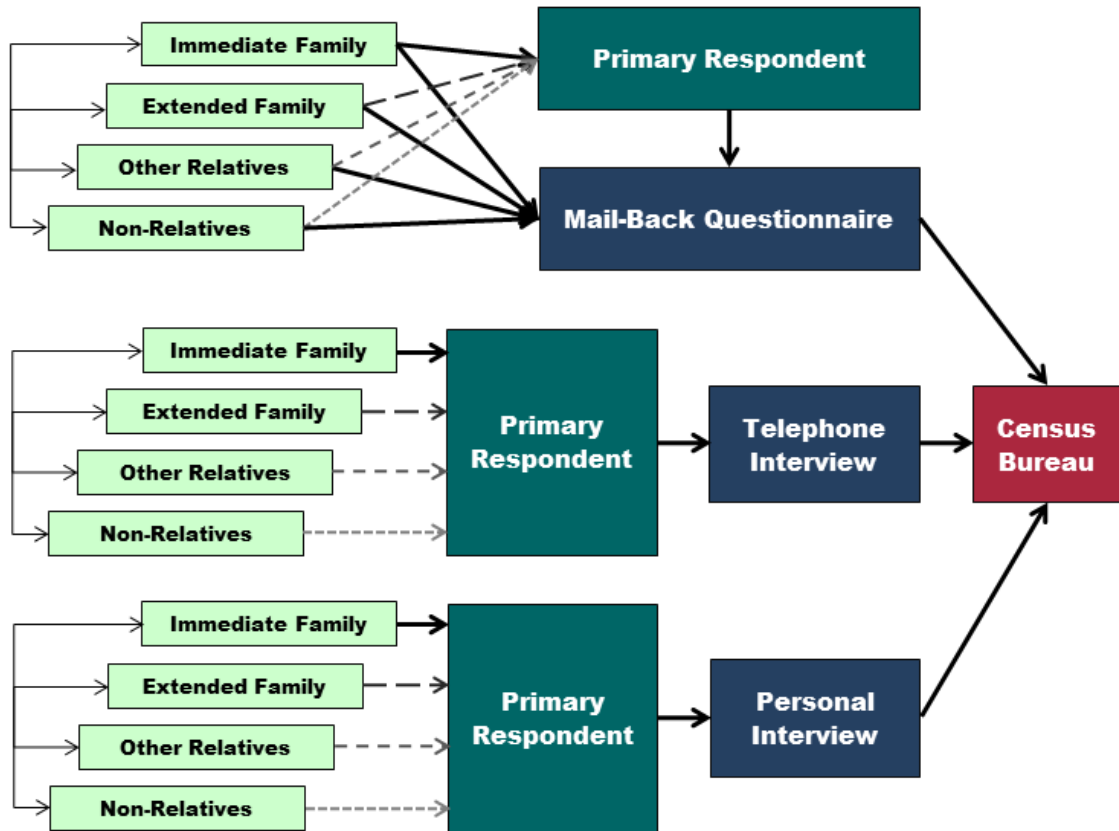 Immediate Family
Primary Respondent
Extended Family
Other Relatives
Non-Relatives
Mail-Back Questionnaire
Immediate Family
Extended Family
Other Relatives
Non-Relatives
Primary
Respondent
Telephone
Interview
Census
Bureau
Immediate Family
Extended Family
Other Relatives
Non-Relatives
Primary
Respondent
Personal
Interview